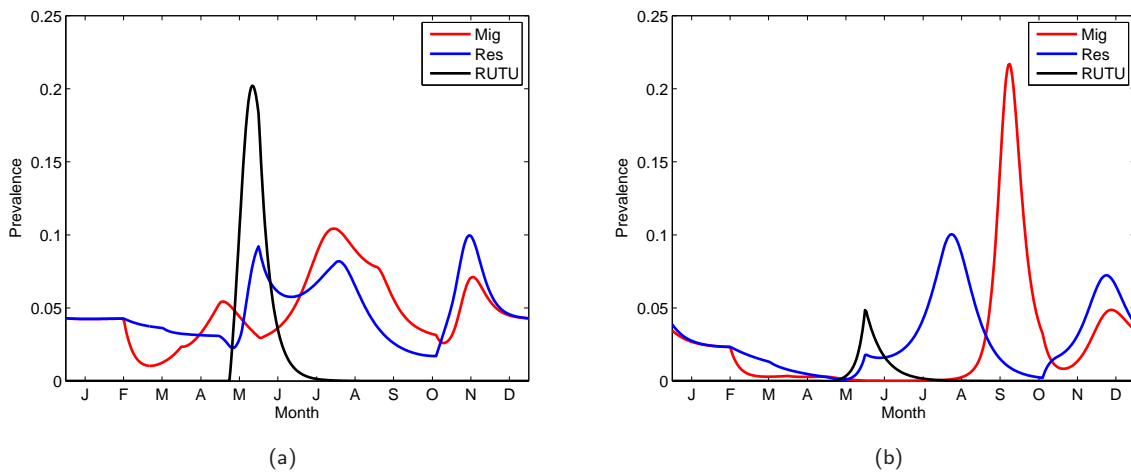 0.25
0.2
0.15
0.1
0.05
0
Prevalence
J F M A M J J A S O N D
Month
Mig
Res
RUTU
(a)
0.25
0.2
0.15
0.1
0.05
0
Prevalence
J F M A M J J A S O N D
Month
Mig
Res
RUTU
(b)